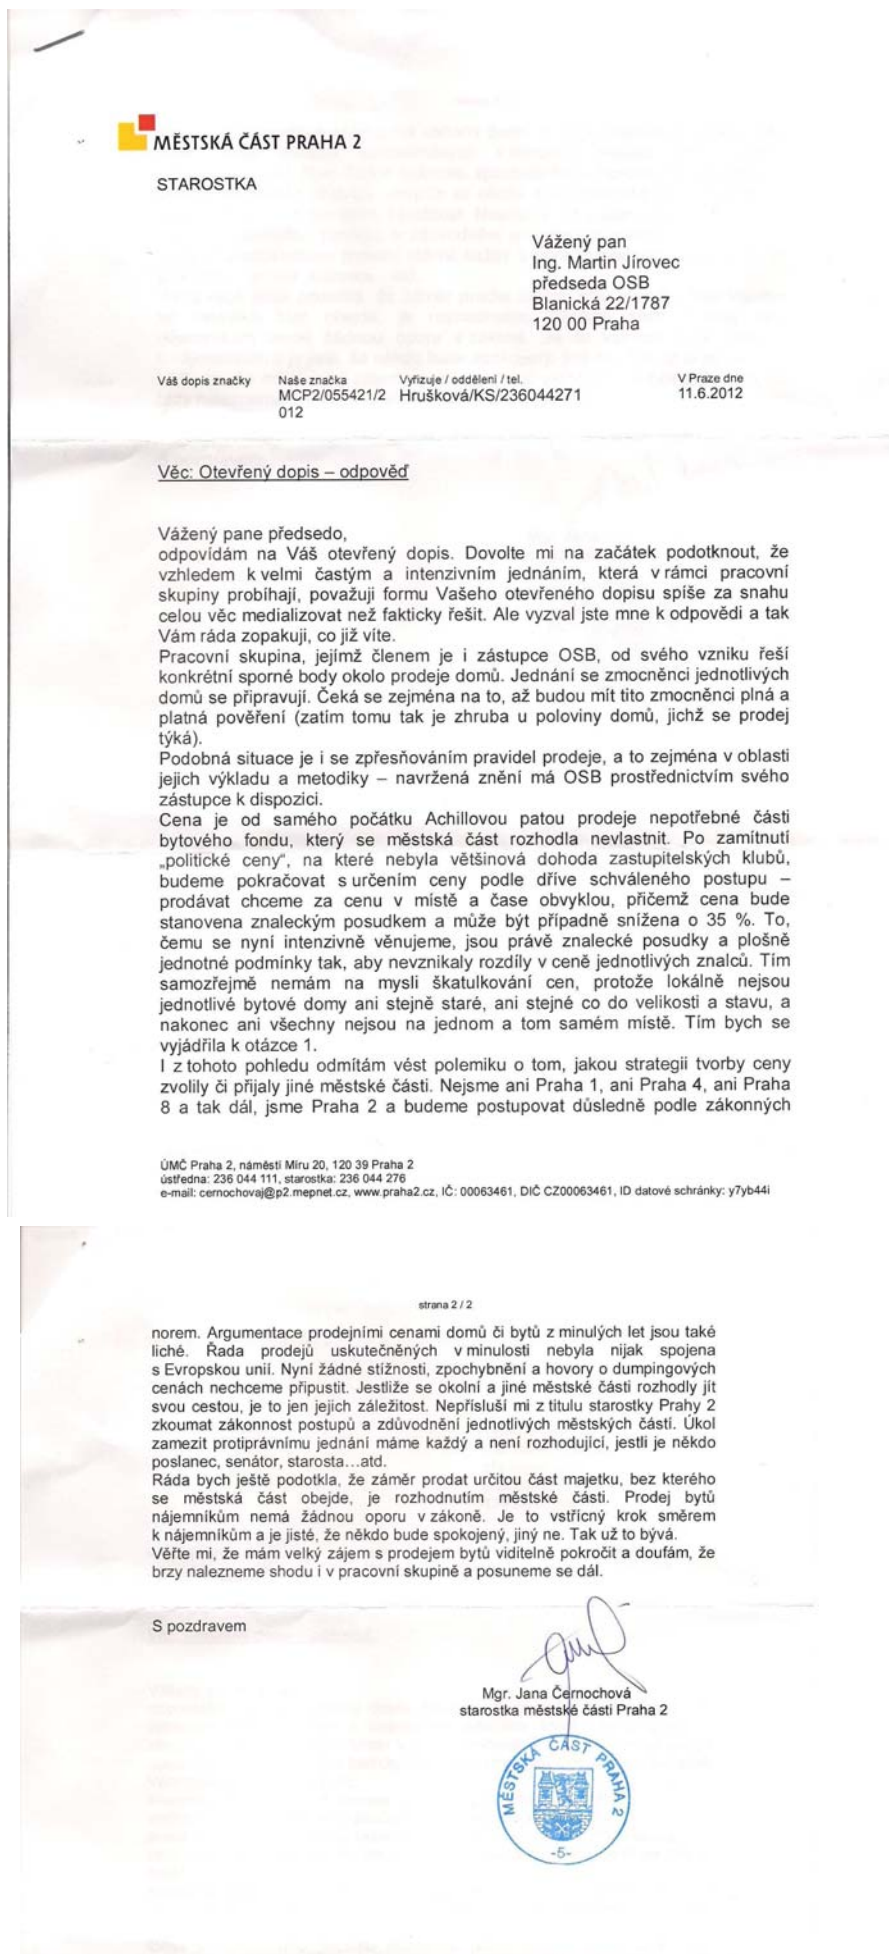 MĚSTSKÁ ČÁST PRAHA 2
STAROSTKA
Vážený pan
Ing. Martin Jírovec
předseda OSB
Blanická 22/1787
120 00 Praha
Váš dopis značky Naše značka Vyřizuje / oddělení / tel. V Praze dne
MCP2/055421/2 Hrušková/KS/236044271 11.6.2012
012
Věc: Otevřený dopis – odpověď
Vážený pane předsedo,
odpovídám na Váš otevřený dopis. Dovolte mi na začátek podotknout, že
vzhledem k velmi častým a intenzivním jednáním, která v rámci pracovní
skupiny probíhají, považuji formu Vašeho otevřeného dopisu spíše za snahu
celou věc medializovat než fakticky řešit. Ale vyzval jste mne k odpovědi a tak
Vám ráda zopakuji, co již víte.
Pracovní skupina, jejímž členem je i zástupce OSB, od svého vzniku řeší
konkrétní sporné body okolo prodeje domů. Jednání se zmocněnci jednotlivých
domů se připravují. Čeká se zejména na to, až budou mít tito zmocněnci plná a
platná pověření (zatím tomu tak je zhruba u poloviny domů, jichž se prodej
týká).
Podobná situace je i se zpřesňováním pravidel prodeje, a to zejména v oblasti
jejich výkladu a metodiky – navržená znění má OSB prostřednictvím svého
zástupce k dispozici.
Cena je od samého počátku Achillovou patou prodeje nepotřebné části
bytového fondu, který se městská část rozhodla nevlastnit. Po zamítnutí
„politické ceny“, na které nebyla většinová dohoda zastupitelských klubů,
budeme pokračovat s určením ceny podle dříve schváleného postupu –
prodávat chceme za cenu v místě a čase obvyklou, přičemž cena bude
stanovena znaleckým posudkem a může být případně snížena o 35 %. To,
čemu se nyní intenzivně věnujeme, jsou právě znalecké posudky a plošně
jednotné podmínky tak, aby nevznikaly rozdíly v ceně jednotlivých znalců. Tím
samozřejmě nemám na mysli škatulkování cen, protože lokálně nejsou
jednotlivé bytové domy ani stejně staré, ani stejné co do velikosti a stavu, a
nakonec ani všechny nejsou na jednom a tom samém místě. Tím bych se
vyjádřila k otázce 1.
I z tohoto pohledu odmítám vést polemiku o tom, jakou strategii tvorby ceny
zvolily či přijaly jiné městské části. Nejsme ani Praha 1, ani Praha 4, ani Praha
8 a tak dál, jsme Praha 2 a budeme postupovat důsledně podle zákonných
ÚMČ Praha 2, náměstí Míru 20, 120 39 Praha 2
ústředna: 236 044 111, starostka: 236 044 276
e-mail: cernochovaj@p2.mepnet.cz, www.praha2.cz, IČ: 00063461, DIČ CZ00063461, ID datové schránky: y7yb44i
strana 2 / 2
norem. Argumentace prodejními cenami domů či bytů z minulých let jsou také
liché. Řada prodejů uskutečněných v minulosti nebyla nijak spojena
s Evropskou unií. Nyní žádné stížnosti, zpochybnění a hovory o dumpingových
cenách nechceme připustit. Jestliže se okolní a jiné městské části rozhodly jít
svou cestou, je to jen jejich záležitost. Nepřísluší mi z titulu starostky Prahy 2
zkoumat zákonnost postupů a zdůvodnění jednotlivých městských částí. Úkol
zamezit protiprávnímu jednání máme každý a není rozhodující, jestli je někdo
poslanec, senátor, starosta...atd.
Ráda bych ještě podotkla, že záměr prodat určitou část majetku, bez kterého
se městská část obejde, je rozhodnutím městské části. Prodej bytů
nájemníkům nemá žádnou oporu v zákoně. Je to vstřícný krok směrem
k nájemníkům a je jisté, že někdo bude spokojený, jiný ne. Tak už to bývá.
Věřte mi, že mám velký zájem s prodejem bytů viditelně pokročit a doufám, že
brzy nalezneme shodu i v pracovní skupině a posuneme se dál.
S pozdravem
Mgr. Jana Černochová
starostka městské části Praha 2
MĚSTSKÁ ČÁST PRAHA 2
-5-